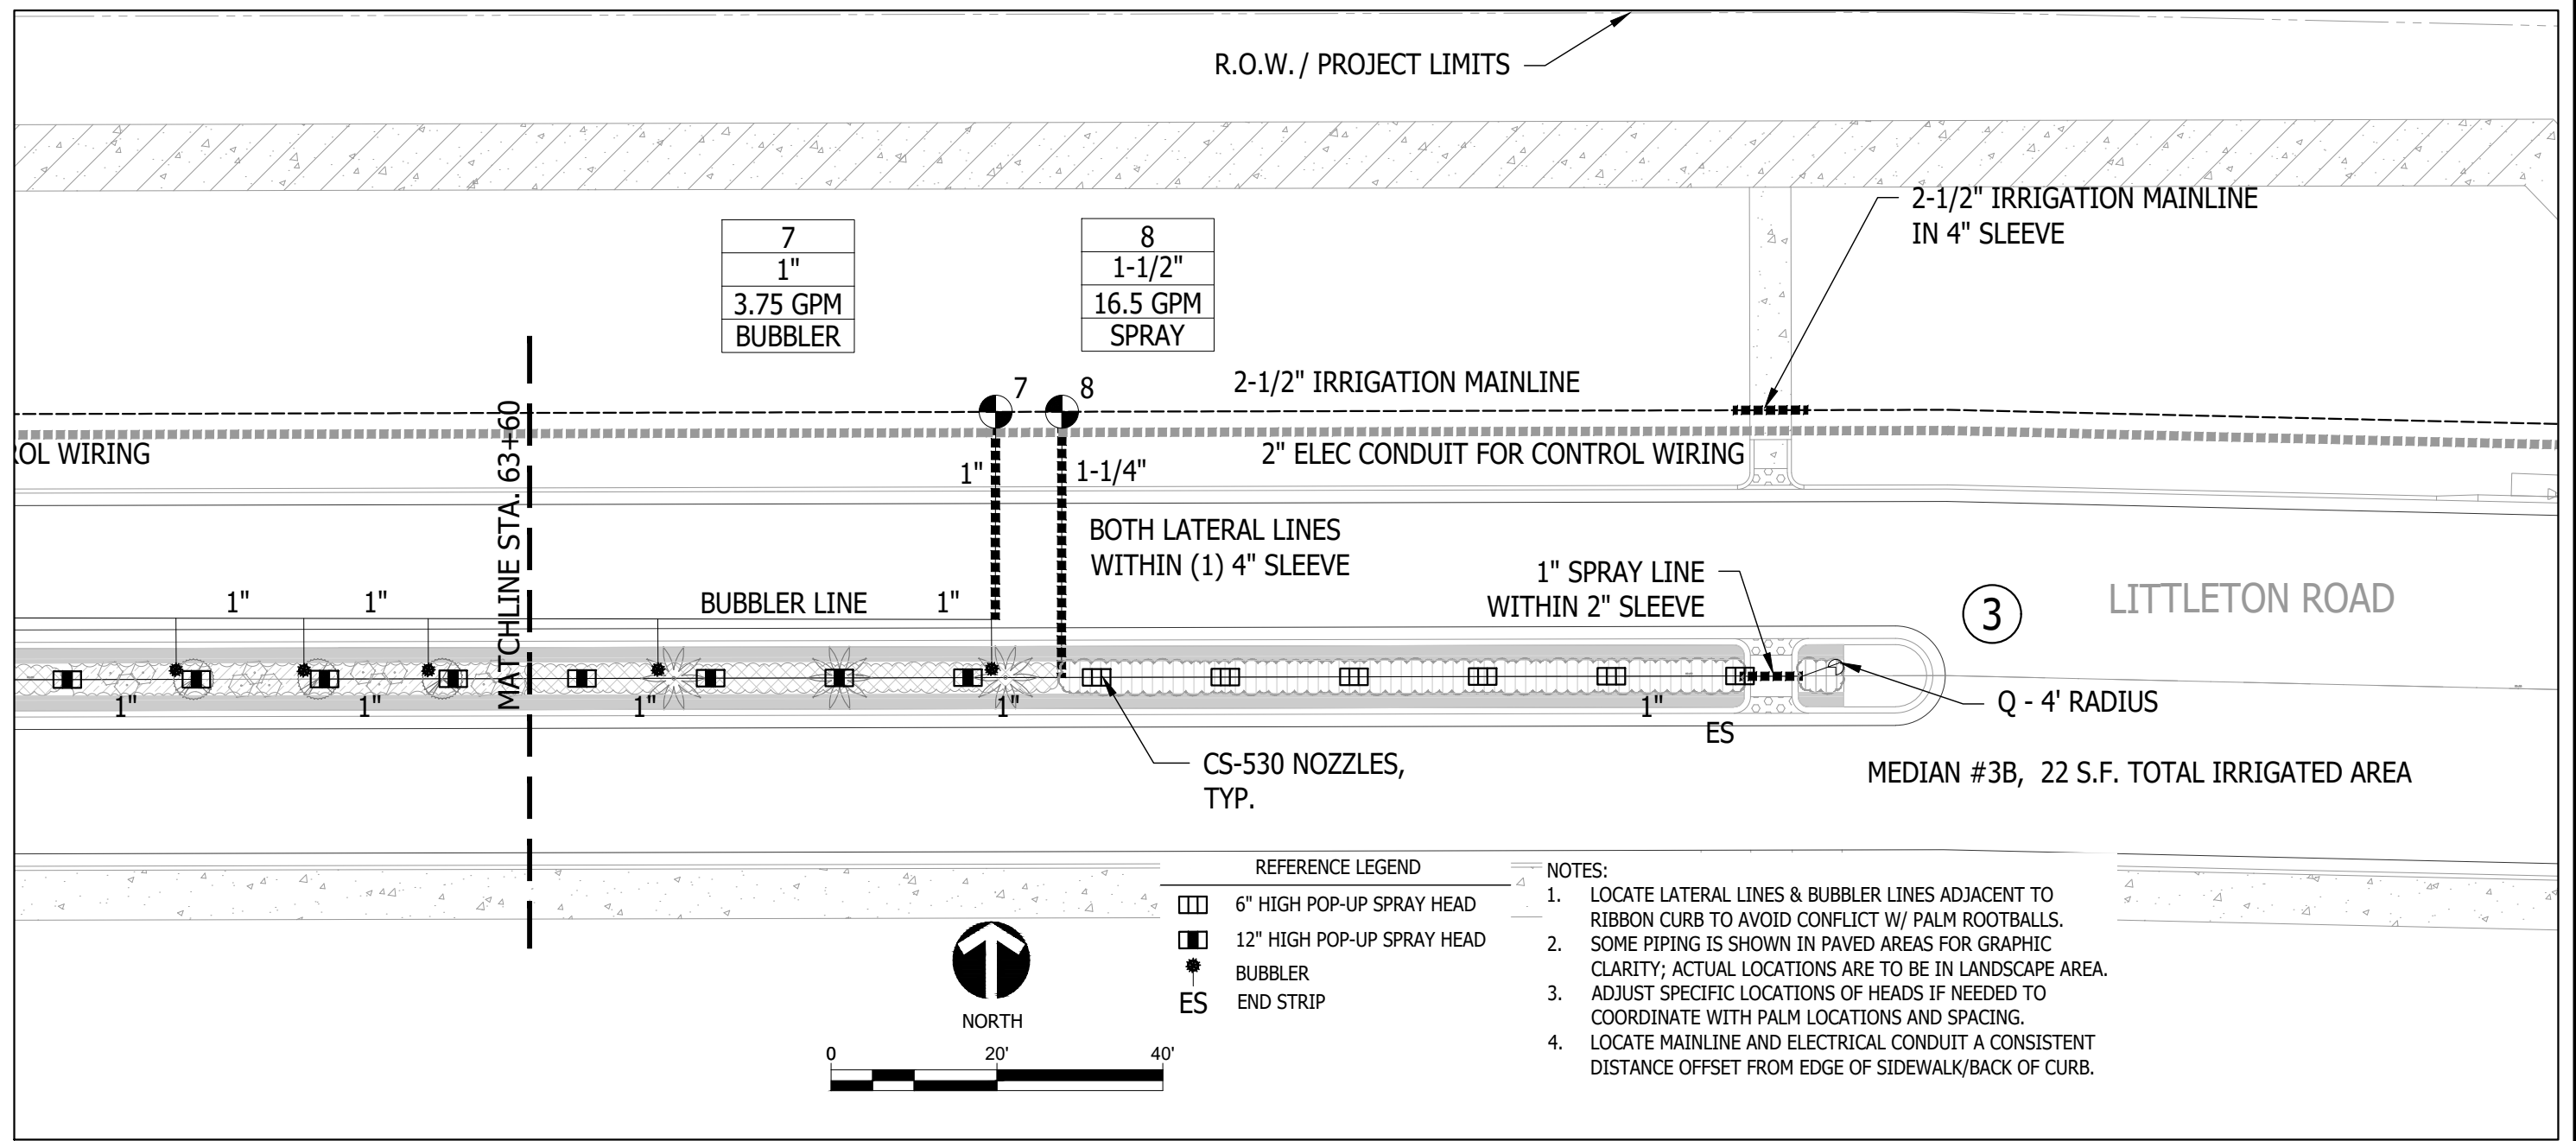 R.O.W. / PROJECT LIMITS
2-1/2" IRRIGATION MAINLINE
IN 4" SLEEVE
7
1"
3.75 GPM
BUBBLER
8
1-1/2"
16.5 GPM
SPRAY
7
8
2-1/2" IRRIGATION MAINLINE
ROL WIRING
2" ELEC CONDUIT FOR CONTROL WIRING
MATCHLINE STA. 63+60
1"
1-1/4"
BOTH LATERAL LINES
WITHIN (1) 4" SLEEVE
1" SPRAY LINE
WITHIN 2" SLEEVE
3
LITTLETON ROAD
1"
1"
BUBBLER LINE
1"
1"
1"
1"
1"
1"
ES
Q - 4' RADIUS
CS-530 NOZZLES,
TYP.
MEDIAN #3B, 22 S.F. TOTAL IRRIGATED AREA
REFERENCE LEGEND
6" HIGH POP-UP SPRAY HEAD
12" HIGH POP-UP SPRAY HEAD
BUBBLER
ES END STRIP
NORTH
0 20' 40'
NOTES:
1. LOCATE LATERAL LINES & BUBBLER LINES ADJACENT TO
RIBBON CURB TO AVOID CONFLICT W/ PALM ROOTBALLS.
2. SOME PIPING IS SHOWN IN PAVED AREAS FOR GRAPHIC
CLARITY; ACTUAL LOCATIONS ARE TO BE IN LANDSCAPE AREA.
3. ADJUST SPECIFIC LOCATIONS OF HEADS IF NEEDED TO
COORDINATE WITH PALM LOCATIONS AND SPACING.
4. LOCATE MAINLINE AND ELECTRICAL CONDUIT A CONSISTENT
DISTANCE OFFSET FROM EDGE OF SIDEWALK/BACK OF CURB.